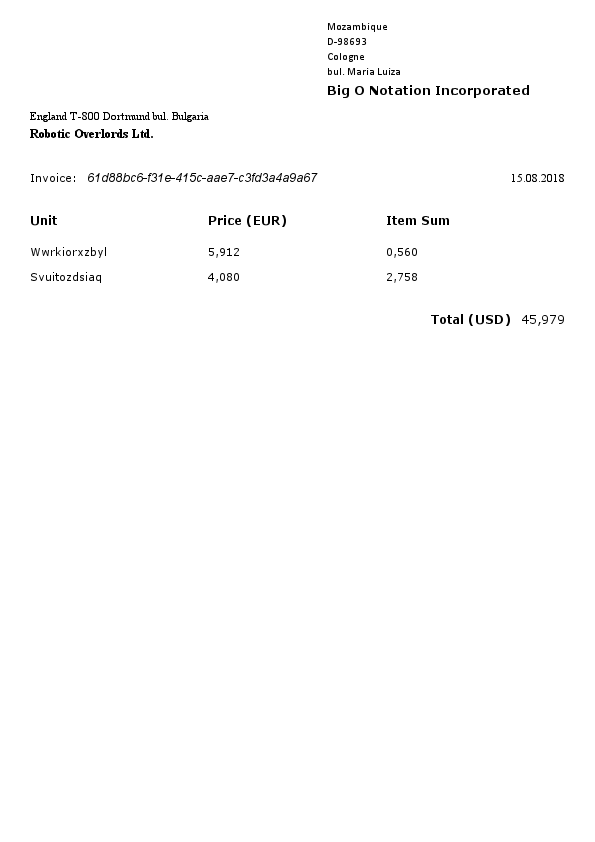 Mozambique
D-98693
Cologne
bul. Maria Luiza
Big O Notation Incorporated
England T-800 Dortmund bul. Bulgaria
Robotic Overlords Ltd.
Invoice: 61d88bc6-f31e-415c-aae7-c3fd3a4a9a67 15.08.2018
Unit Price (EUR) Item Sum
Wwrkiorxzbyl 5,912 0,560
Svuitozdsiaq 4,080 2,758
Total (USD) 45,979